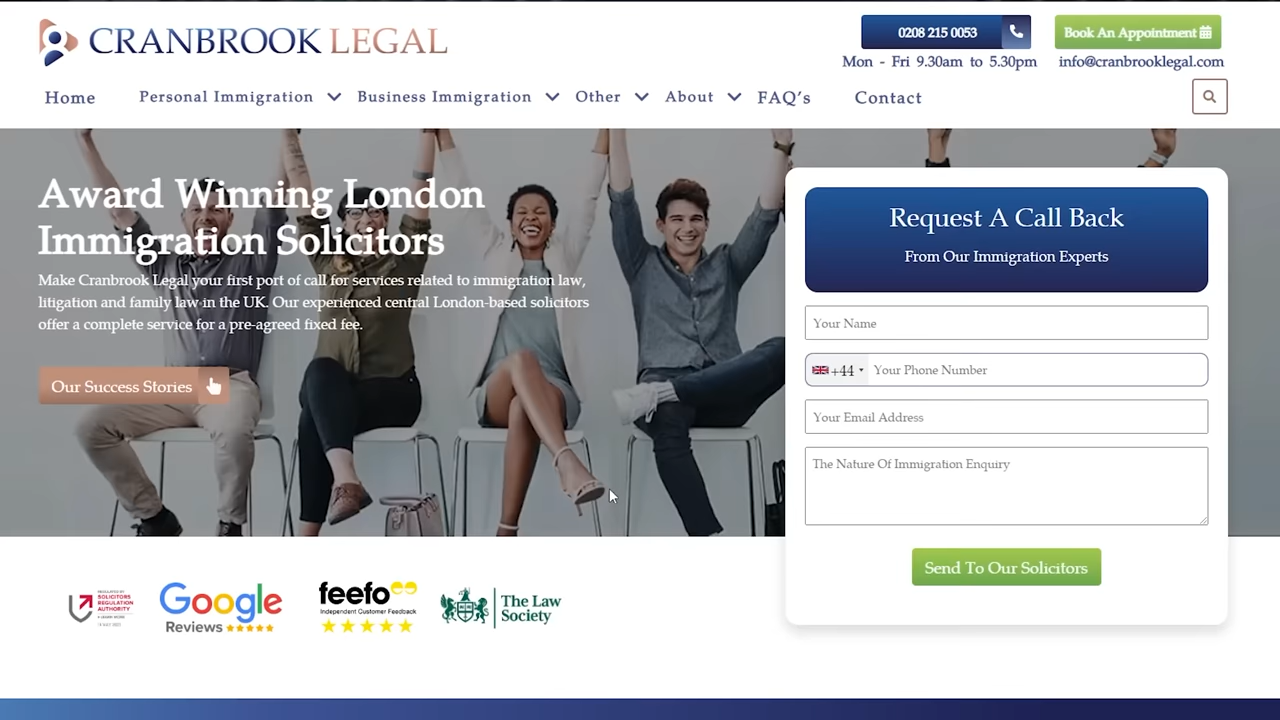 CRANBROOK LEGAL
0208 215 0053
Book An Appointment
Mon - Fri 9.30am to 5.30pm
info@cranbrooklegal.com
Home
Personal Immigration
Business Immigration
Other
About
FAQ's
Contact
Award Winning London
Immigration Solicitors
Make Cranbrook Legal your first port of call for services related to immigration law,
litigation and family law in the UK. Our experienced central London-based solicitors
offer a complete service for a pre-agreed fixed fee.
Our Success Stories
Request A Call Back
From Our Immigration Experts
Your Name
+44
Your Phone Number
Your Email Address
The Nature Of Immigration Enquiry
Send To Our Solicitors
SOLICITORS
REGULATION
AUTHORITY
Google
Reviews
feefo
Independent Customer Feedback
The Law
Society